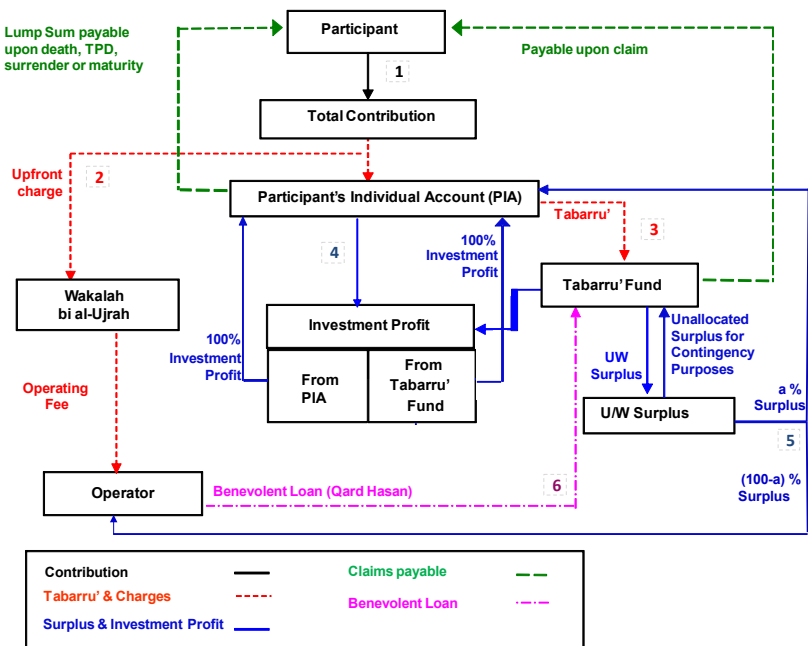 Lump Sum payable
upon death, TPD,
surrender or maturity
Participant
Payable upon claim
1
Total Contribution
2
Upfront
charge
Participant's Individual Account (PIA)
Tabarru'
3
4
100%
Investment
Profit
Tabarru' Fund
Wakalah
bi al-Ujrah
Investment Profit
100%
Investment
Profit
From
PIA
From
Tabarru'
Fund
UW
Surplus
Unallocated
Surplus for
Contingency
Purposes
Operating
Fee
U/W Surplus
a %
Surplus
5
Operator
Benevolent Loan (Qard Hasan)
6
(100-a) %
Surplus
Contribution
Claims payable
Tabarru' & Charges
Benevolent Loan
Surplus & Investment Profit